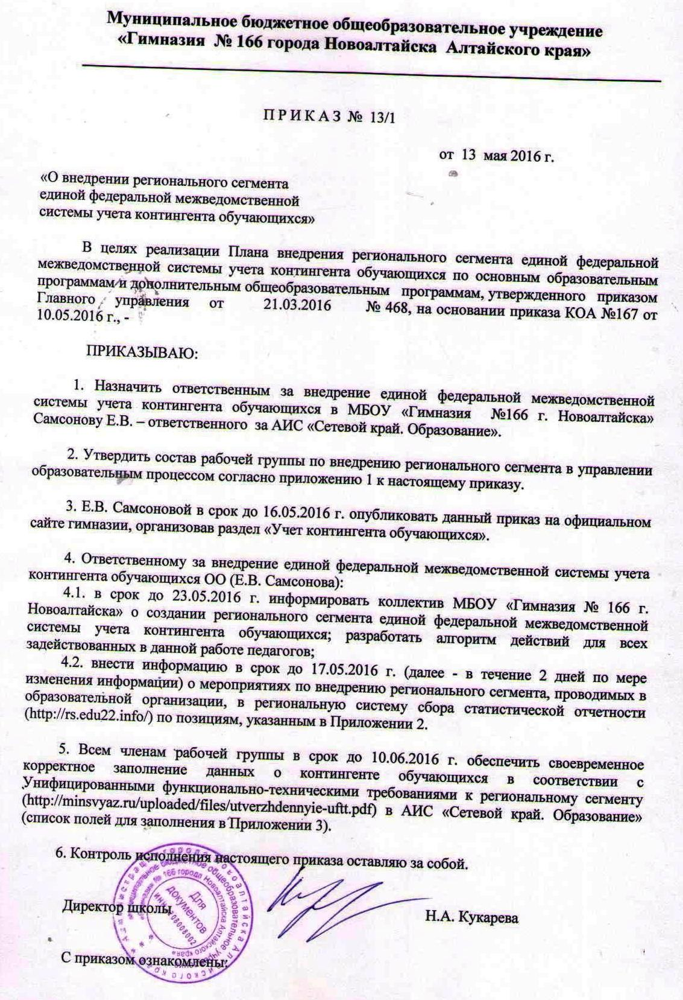 Муниципальное бюджетное общеобразовательное учреждение
«Гимназия № 166 города Новоалтайска Алтайского края»
П Р И К А З № 13/1
от 13 мая 2016 г.
«О внедрении регионального сегмента
единой федеральной межведомственной
системы учета контингента обучающихся»
В целях реализации Плана внедрения регионального сегмента единой федеральной
межведомственной системы учета контингента обучающихся по основным образовательным
программам и дополнительным общеобразовательным программам, утвержденного приказом
Главного управления от 21.03.2016 № 468, на основании приказа КОА №167 от
10.05.2016 г., -
ПРИКАЗЫВАЮ:
1. Назначить ответственным за внедрение единой федеральной межведомственной
системы учета контингента обучающихся в МБОУ «Гимназия №166 г. Новоалтайска»
Самсонову Е.В. – ответственного за АИС «Сетевой край. Образование».
2. Утвердить состав рабочей группы по внедрению регионального сегмента в управлении
образовательным процессом согласно приложению 1 к настоящему приказу.
3. Е.В. Самсоновой в срок до 16.05.2016 г. опубликовать данный приказ на официальном
сайте гимназии, организовав раздел «Учет контингента обучающихся».
4. Ответственному за внедрение единой федеральной межведомственной системы учета
контингента обучающихся ОО (Е.В. Самсонова):
4.1. в срок до 23.05.2016 г. информировать коллектив МБОУ «Гимназия № 166 г.
Новоалтайска» о создании регионального сегмента единой федеральной межведомственной
системы учета контингента обучающихся; разработать алгоритм действий для всех
задействованных в данной работе педагогов;
4.2. внести информацию в срок до 17.05.2016 г. (далее - в течение 2 дней по мере
изменения информации) о мероприятиях по внедрению регионального сегмента, проводимых в
образовательной организации, в региональную систему сбора статистической отчетности
(http://rs.edu22.info/) по позициям, указанным в Приложении 2.
5. Всем членам рабочей группы в срок до 10.06.2016 г. обеспечить своевременное
корректное заполнение данных о контингенте обучающихся в соответствии с
Унифицированными функционально-техническими требованиями к региональному сегменту
(http://minsvyaz.ru/uploaded/files/utverzhdennyie-uftt.pdf) в АИС «Сетевой край. Образование»
(список полей для заполнения в Приложении 3).
6. Контроль исполнения настоящего приказа оставляю за собой.
Директор школы
Н.А. Кукарева
С приказом ознакомлены:
Администрация города Новоалтайска Алтайского края
муниципальное бюджетное общеобразовательное учреждение
«Гимназия № 166 города Новоалтайска Алтайского края»
Для
документов